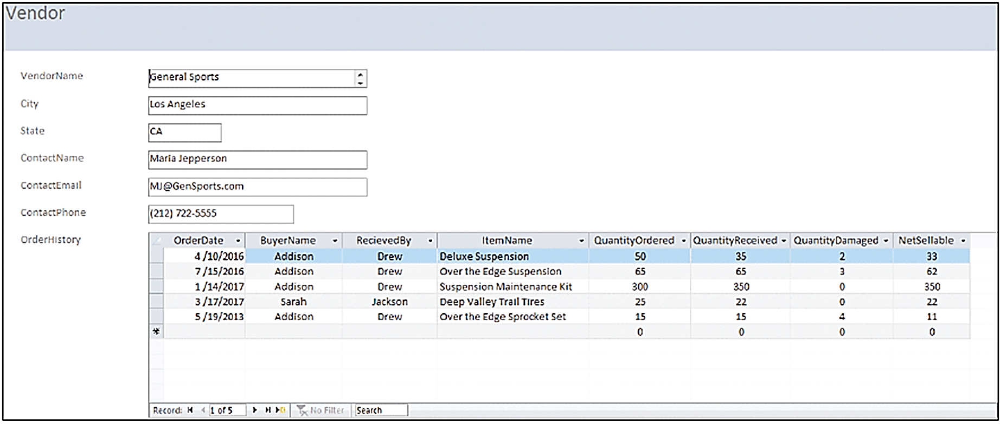 Vendor
VendorName General Sports
City Los Angeles
State CA
ContactName Maria Jepperson
ContactEmail MJ@GenSports.com
ContactPhone (212) 722-5555
OrderHistory OrderDate BuyerName RecievedBy ItemName QuantityOrdered QuantityReceived QuantityDamaged NetSellable
4 /10/2016 Addison Drew Deluxe Suspension 50 35 2 33
7 /15/2016 Addison Drew Over the Edge Suspension 65 65 3 62
1 /14/2017 Addison Drew Suspension Maintenance Kit 300 350 0 350
3 /17/2017 Sarah Jackson Deep Valley Trail Tires 25 22 0 22
5 /19/2013 Addison Drew Over the Edge Sprocket Set 15 15 4 11
0 0 0 0
Record: 1 of 5 No Filter Search